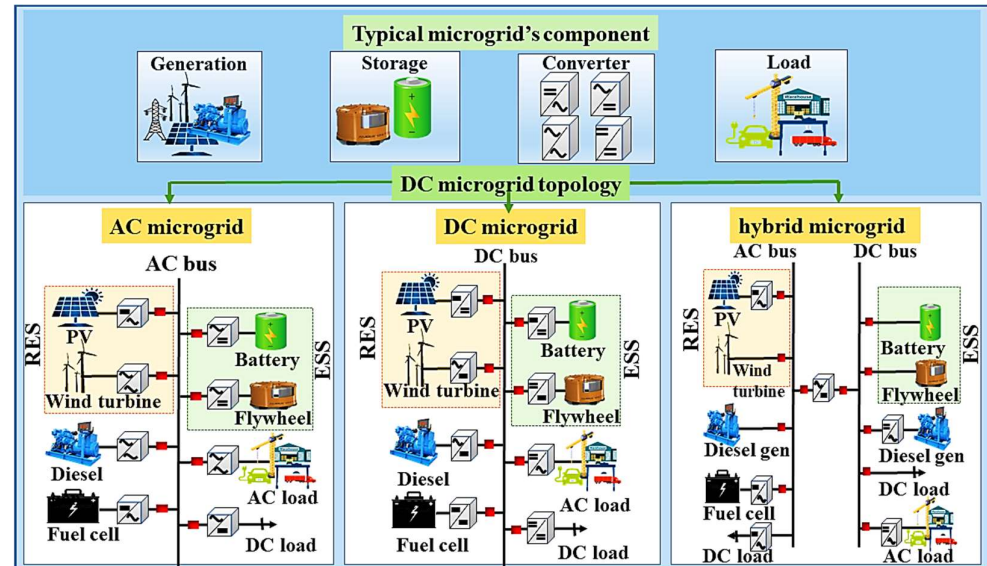 Typical microgrid's component
Generation
Storage
Converter
Load
Warehouse
DC microgrid topology
AC microgrid
AC bus
RES
PV
Wind turbine
Diesel
Fuel cell
Battery
Flywheel
ESS
AC load
DC load
DC microgrid
DC bus
RES
PV
Wind turbine
Diesel
Fuel cell
Battery
Flywheel
ESS
AC load
DC load
hybrid microgrid
AC bus
DC bus
RES
PV
Wind
turbine
Diesel gen
Fuel cell
DC load
Battery
Flywheel
ESS
Diesel gen
DC load
AC load